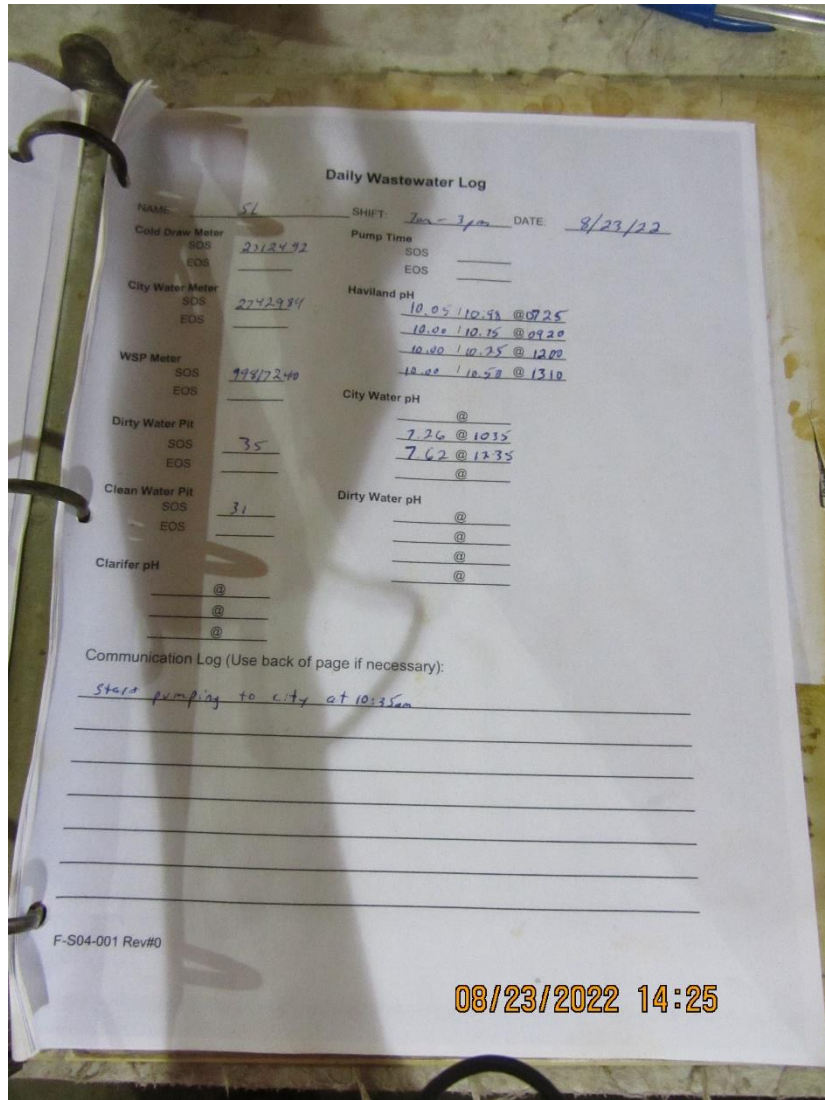 Daily Wastewater Log
NAME: SL SHIFT: 7am - 3pm DATE: 8/23/22
Cold Draw Meter
SOS 2312492
EOS
Pump Time
SOS
EOS
City Water Meter
SOS 2742984
EOS
Haviland pH
10.05 / 10.98 @ 0725
10.00 / 10.75 @ 0920
10.00 / 10.75 @ 1200
10.00 / 10.50 @ 1310
WSP Meter
SOS 99817240
EOS
City Water pH
@
7.26 @ 1035
7.62 @ 1235
@
Dirty Water Pit
SOS 35
EOS
Clean Water Pit
SOS 31
EOS
Dirty Water pH
@
@
@
@
Clarifer pH
@
@
@
Communication Log (Use back of page if necessary):
Start pumping to city at 10:35am
F-S04-001 Rev#0
08/23/2022 14:25